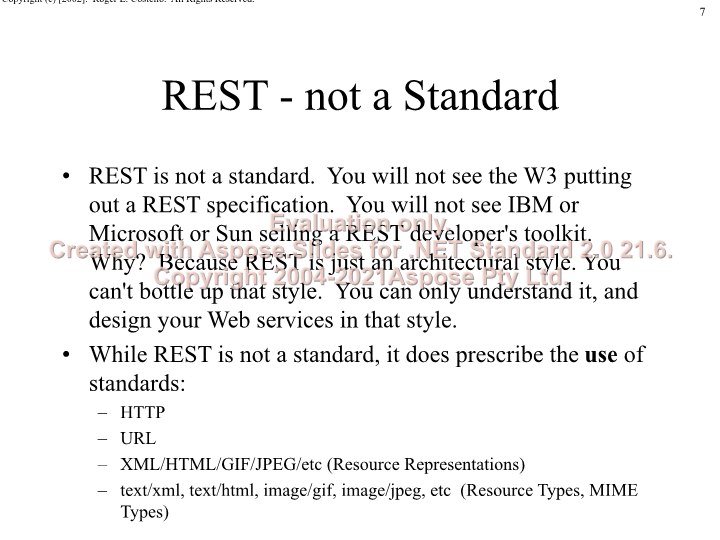 Copyright (c) [2002]. Roger L. Costello. All Rights Reserved.
7
REST - not a Standard
• REST is not a standard.  You will not see the W3 putting
out a REST specification.  You will not see IBM or
Microsoft or Sun selling a REST developer's toolkit.
Why?  Because REST is just an architectural style. You
can't bottle up that style.  You can only understand it, and
design your Web services in that style.
Evaluation only.
Created with Aspose.Slides for .NET Standard 2.0 21.6.
Copyright 2004-2021Aspose Pty Ltd.
• While REST is not a standard, it does prescribe the use of
standards:
– HTTP
– URL
– XML/HTML/GIF/JPEG/etc (Resource Representations)
– text/xml, text/html, image/gif, image/jpeg, etc  (Resource Types, MIME
Types)